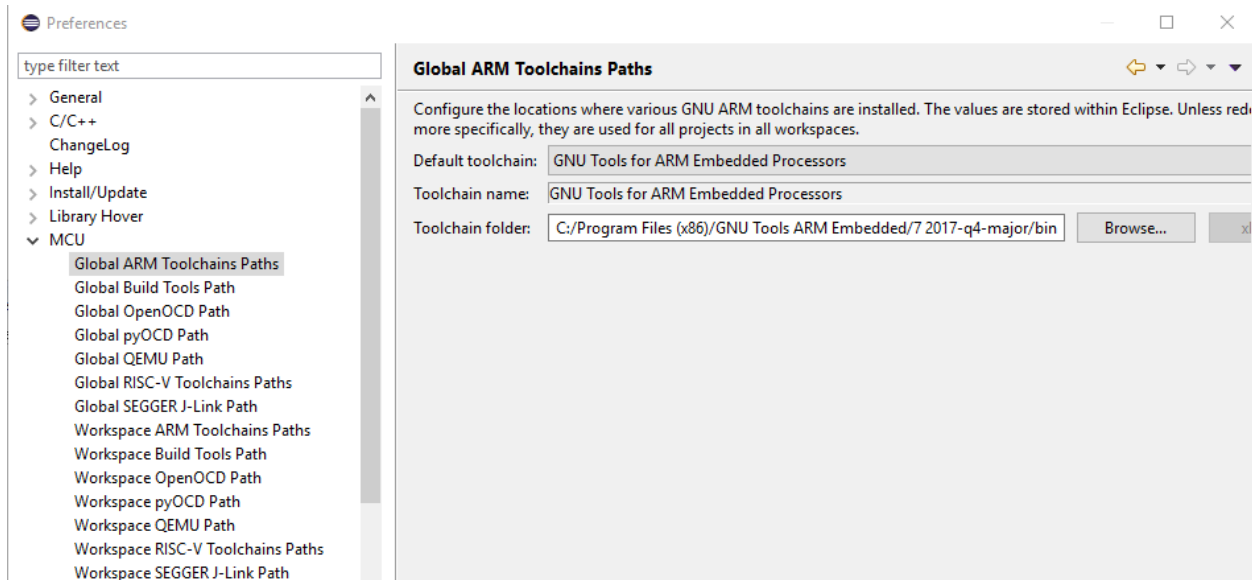 Preferences
type filter text
General
C/C++
ChangeLog
Help
Install/Update
Library Hover
MCU
Global ARM Toolchains Paths
Global Build Tools Path
Global OpenOCD Path
Global pyOCD Path
Global QEMU Path
Global RISC-V Toolchains Paths
Global SEGGER J-Link Path
Workspace ARM Toolchains Paths
Workspace Build Tools Path
Workspace OpenOCD Path
Workspace pyOCD Path
Workspace QEMU Path
Workspace RISC-V Toolchains Paths
Workspace SEGGER J-Link Path
Global ARM Toolchains Paths
Configure the locations where various GNU ARM toolchains are installed. The values are stored within Eclipse. Unless
more specifically, they are used for all projects in all workspaces.
Default toolchain: GNU Tools for ARM Embedded Processors
Toolchain name: GNU Tools for ARM Embedded Processors
Toolchain folder: C:/Program Files (x86)/GNU Tools ARM Embedded/7 2017-q4-major/bin Browse...